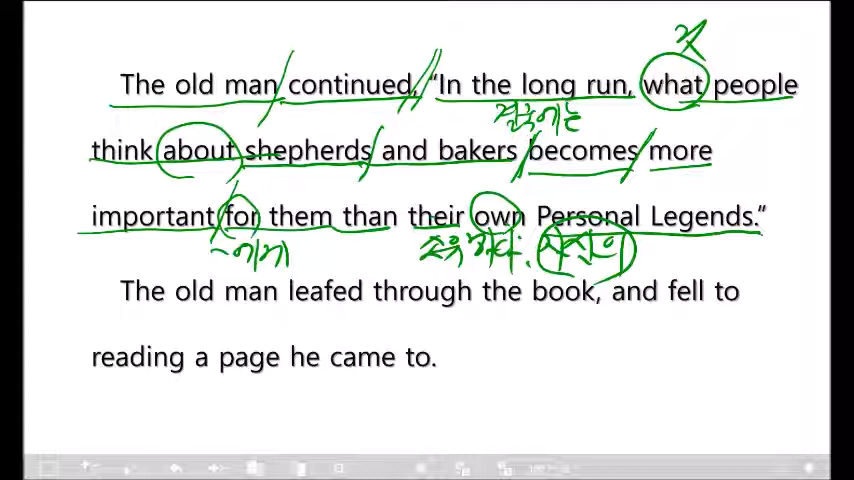 것
The old man continued, “In the long run, what people
결국에는
think about shepherds and bakers becomes more
important for them than their own Personal Legends.”
~에게 소유하다, 자신의
The old man leafed through the book, and fell to
reading a page he came to.